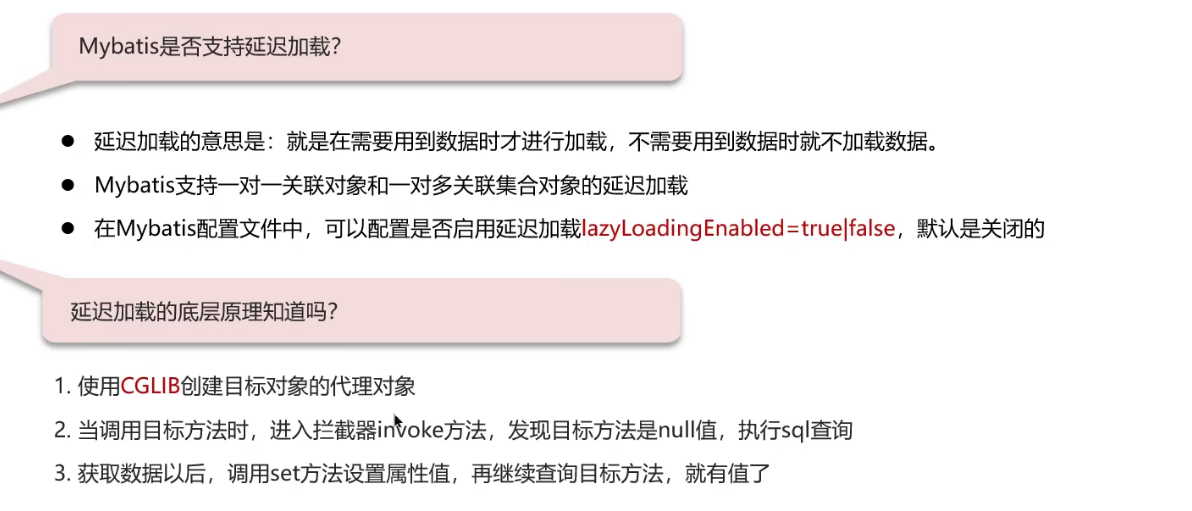 Mybatis是否支持延迟加载？
● 延迟加载的意思是：就是在需要用到数据时才进行加载，不需要用到数据时就不加载数据。
● Mybatis支持一对一关联对象和一对多关联集合对象的延迟加载
● 在Mybatis配置文件中，可以配置是否启用延迟加载lazyLoadingEnabled=true|false，默认是关闭的
延迟加载的底层原理知道吗？
1. 使用CGLIB创建目标对象的代理对象
2. 当调用目标方法时，进入拦截器invoke方法，发现目标方法是null值，执行sql查询
3. 获取数据以后，调用set方法设置属性值，再继续查询目标方法，就有值了